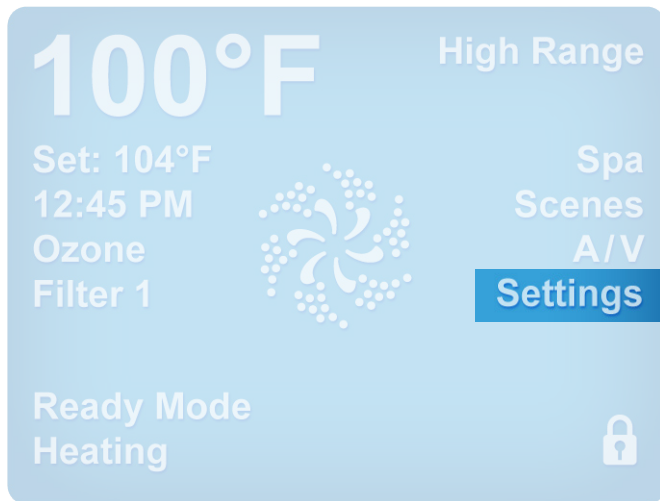 100°F
High Range
Set: 104°F
12:45 PM
Ozone
Filter 1
Spa
Scenes
A/V
Settings
Ready Mode
Heating